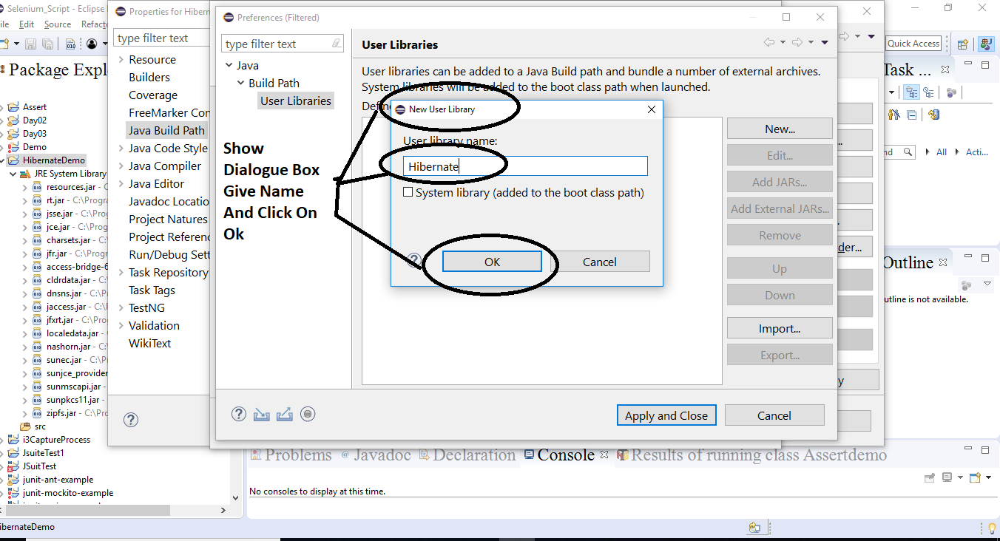 Selenium_Script - Eclipse
Edit Source
Quick Access
Package Expl
Assert
Day02
Day03
Demo
HibernateDemo
JRE System Library
resources.jar - C:\Progra
rt.jar - C:\Program
jsse.jar - C:\Progra
jce.jar - C:\Prog
charsets.jar - C:\
jfr.jar - C:\Prog
access-bridge-6
cldrdata.jar - C:
dnsns.jar - C:\
jaccess.jar - C:\
jfxrt.jar - C:\Pro
localedata.jar -
nashorn.jar - C:
sunec.jar - C:\
sunjce_provider
sunmscapi.jar -
sunpkcs11.jar -
zipfs.jar - C:\Pro
src
i3CaptureProcess
JsuiteTest1
JSuitTest
junit-ant-example
junit-mockito-example
Properties for Hibern
type filter text
Resource
Builders
Coverage
FreeMarker Con
Java Build Path
Java Code Style
Java Compiler
Java Editor
Javadoc Locatio
Project Natures
Project Referenc
Run/Debug Sett
Task Repository
Task Tags
TestNG
Validation
WikiText
Preferences (Filtered)
type filter text
Java
Build Path
User Libraries
Show
Dialogue Box
Give Name
And Click On
Ok
User Libraries
User libraries can be added to a Java Build path and bundle a number of external archives.
System libraries will be added to the boot class path when launched.
Define
New User Library
User library name:
Hibernate
System library (added to the boot class path)
OK Cancel
New...
Edit...
Add JARs...
Add External JARs...
Remove
Up
Down
Import...
Export...
Apply and Close Cancel
der...
y
Task ...
nd All Acti...
Outline
utline is not available.
Problems @ Javadoc Declaration Console Results of running class Assertdemo
No consoles to display at this time.
ibernateDemo